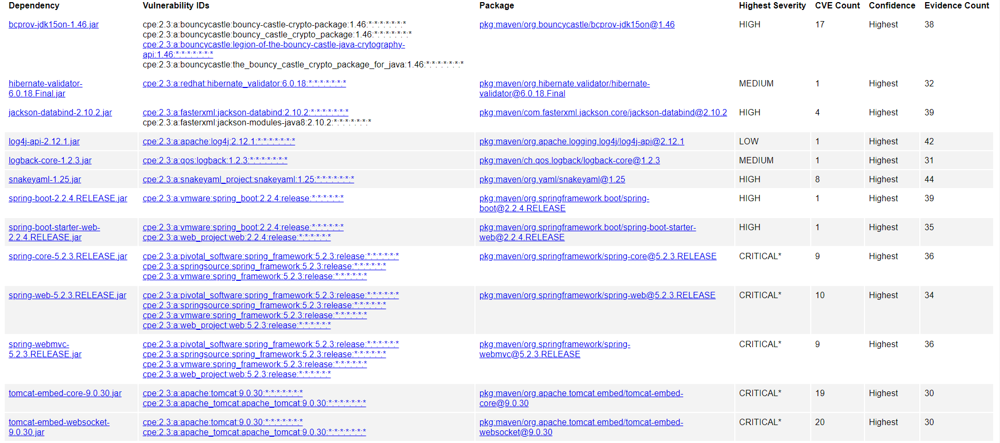 Dependency Vulnerability IDs Package Highest Severity CVE Count Confidence Evidence Count
bcprov-jdk15on-1.46.jar cpe:2.3:a:bouncycastle:bouncy-castle-crypto-package:1.46:*:*:*:*:*:*:* pkg:maven/org.bouncycastle/bcprov-jdk15on@1.46 HIGH 17 Highest 38
cpe:2.3:a:bouncycastle:bouncy_castle_crypto_package:1.46:*:*:*:*:*:*:*
cpe:2.3:a:bouncycastle:legion-of-the-bouncy-castle-java-crytography-
api:1.46:*:*:*:*:*:*:*
cpe:2.3:a:bouncycastle:the_bouncy_castle_crypto_package_for_java:1.46:*:*:*:*:*:*:*
hibernate-validator- cpe:2.3:a:redhat:hibernate_validator:6.0.18:*:*:*:*:*:*:* pkg:maven/org.hibernate.validator/hibernate- MEDIUM 1 Highest 32
6.0.18.Final.jar validator@6.0.18.Final
jackson-databind-2.10.2.jar cpe:2.3:a:fasterxml:jackson-databind:2.10.2:*:*:*:*:*:*:* pkg:maven/com.fasterxml.jackson.core/jackson-databind@2.10.2 HIGH 4 Highest 39
cpe:2.3:a:fasterxml:jackson-modules-java8:2.10.2:*:*:*:*:*:*:*
log4j-api-2.12.1.jar cpe:2.3:a:apache:log4j:2.12.1:*:*:*:*:*:*:* pkg:maven/org.apache.logging.log4j/log4j-api@2.12.1 LOW 1 Highest 42
logback-core-1.2.3.jar cpe:2.3:a:qos:logback:1.2.3:*:*:*:*:*:*:* pkg:maven/ch.qos.logback/logback-core@1.2.3 MEDIUM 1 Highest 31
snakeyaml-1.25.jar cpe:2.3:a:snakeyaml_project:snakeyaml:1.25:*:*:*:*:*:*:* pkg:maven/org.yaml/snakeyaml@1.25 HIGH 8 Highest 44
spring-boot-2.2.4.RELEASE.jar cpe:2.3:a:vmware:spring_boot:2.2.4:release:*:*:*:*:*:* pkg:maven/org.springframework.boot/spring- HIGH 1 Highest 39
boot@2.2.4.RELEASE
spring-boot-starter-web- cpe:2.3:a:vmware:spring_boot:2.2.4:release:*:*:*:*:*:* pkg:maven/org.springframework.boot/spring-boot-starter- HIGH 1 Highest 35
2.2.4.RELEASE.jar cpe:2.3:a:web_project:web:2.2.4:release:*:*:*:*:*:* web@2.2.4.RELEASE
spring-core-5.2.3.RELEASE.jar cpe:2.3:a:pivotal_software:spring_framework:5.2.3:release:*:*:*:*:*:* pkg:maven/org.springframework/spring-core@5.2.3.RELEASE CRITICAL* 9 Highest 36
cpe:2.3:a:springsource:spring_framework:5.2.3:release:*:*:*:*:*:*
cpe:2.3:a:vmware:spring_framework:5.2.3:release:*:*:*:*:*:*
spring-web-5.2.3.RELEASE.jar cpe:2.3:a:pivotal_software:spring_framework:5.2.3:release:*:*:*:*:*:* pkg:maven/org.springframework/spring-web@5.2.3.RELEASE CRITICAL* 10 Highest 34
cpe:2.3:a:springsource:spring_framework:5.2.3:release:*:*:*:*:*:*
cpe:2.3:a:vmware:spring_framework:5.2.3:release:*:*:*:*:*:*
cpe:2.3:a:web_project:web:5.2.3:release:*:*:*:*:*:*
spring-webmvc- cpe:2.3:a:pivotal_software:spring_framework:5.2.3:release:*:*:*:*:*:* pkg:maven/org.springframework/spring- CRITICAL* 9 Highest 36
5.2.3.RELEASE.jar cpe:2.3:a:springsource:spring_framework:5.2.3:release:*:*:*:*:*:* webmvc@5.2.3.RELEASE
cpe:2.3:a:vmware:spring_framework:5.2.3:release:*:*:*:*:*:*
cpe:2.3:a:web_project:web:5.2.3:release:*:*:*:*:*:*
tomcat-embed-core-9.0.30.jar cpe:2.3:a:apache:tomcat:9.0.30:*:*:*:*:*:*:* pkg:maven/org.apache.tomcat.embed/tomcat-embed- CRITICAL* 19 Highest 30
cpe:2.3:a:apache_tomcat:apache_tomcat:9.0.30:*:*:*:*:*:*:* core@9.0.30
tomcat-embed-websocket- cpe:2.3:a:apache:tomcat:9.0.30:*:*:*:*:*:*:* pkg:maven/org.apache.tomcat.embed/tomcat-embed- CRITICAL* 20 Highest 30
9.0.30.jar cpe:2.3:a:apache_tomcat:apache_tomcat:9.0.30:*:*:*:*:*:*:* websocket@9.0.30